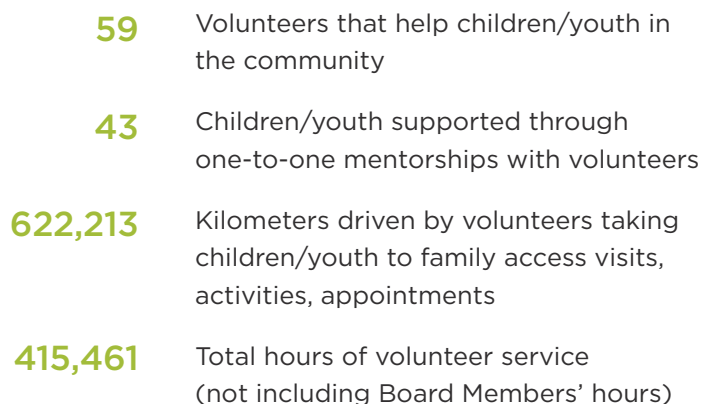 59 Volunteers that help children/youth in
the community
43 Children/youth supported through
one-to-one mentorships with volunteers
622,213 Kilometers driven by volunteers taking
children/youth to family access visits,
activities, appointments
415,461 Total hours of volunteer service
(not including Board Members’ hours)